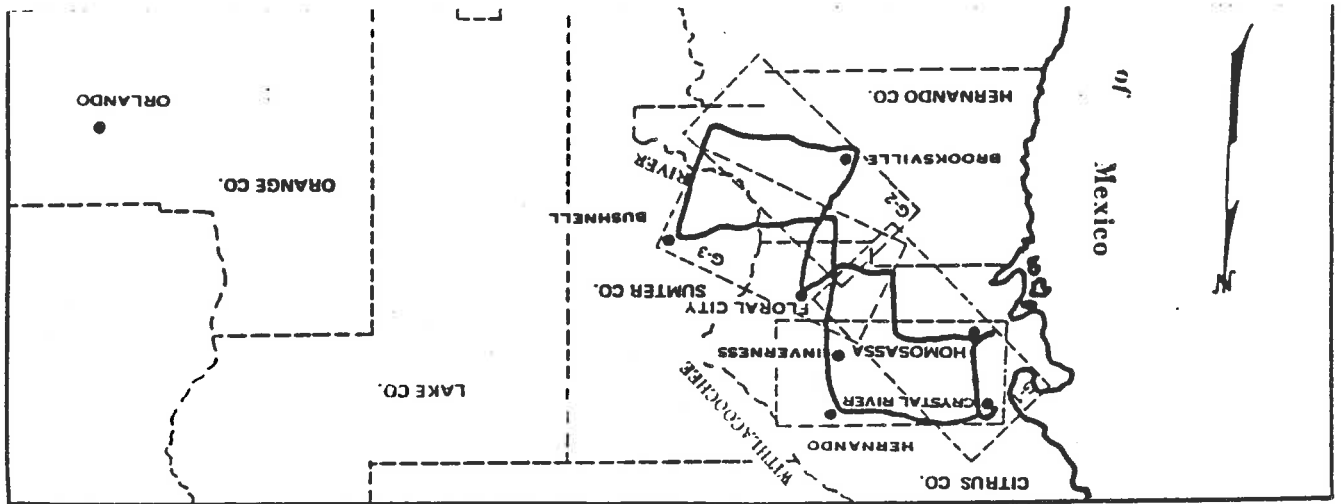 CITRUS CO.
HERNANDO
WITHLACOOCHEE
CRYSTAL RIVER
LAKE CO.
HOMOSASSA
INVERNESS
FLORAL CITY
SUMTER CO.
N
G-3
BUSHNELL
G-2
ORANGE CO.
RIVER
BROOKSVILLE
ORLANDO
HERNANDO CO.
of Mexico